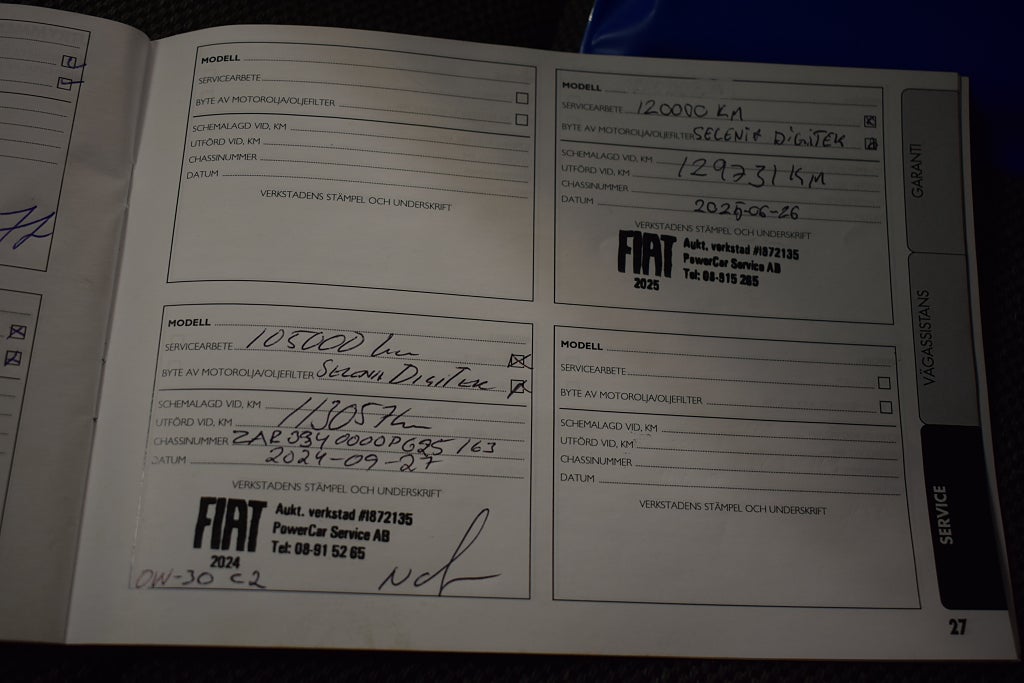 MODELL
SERVICEARBETE
BYTE AV MOTOROLJA/OLJEFILTER
SCHEMALAGD VID, KM
UTFÖRD VID, KM
CHASSINUMMER
DATUM
VERKSTADENS STÄMPEL OCH UNDERSKRIFT
MODELL
SERVICEARBETE 120000 KM
BYTE AV MOTOROLJA/OLJEFILTER SELENIA DIGITEK
SCHEMALAGD VID, KM
UTFÖRD VID, KM 129731 KM
CHASSINUMMER
DATUM 2025-06-26
VERKSTADENS STÄMPEL OCH UNDERSKRIFT
FIAT
2025
Aukt. verkstad #1872135
PowerCar Service AB
Tel: 08-915 265
MODELL
SERVICEARBETE 105000 km
BYTE AV MOTOROLJA/OLJEFILTER SELENIA DIGITEK
SCHEMALAGD VID, KM
UTFÖRD VID, KM 113057 km
CHASSINUMMER ZAR9340000PG25163
DATUM 2024-09-27
VERKSTADENS STÄMPEL OCH UNDERSKRIFT
FIAT
2024
Aukt. verkstad #1872135
PowerCar Service AB
Tel: 08-91 52 65
0W-30 C2
MODELL
SERVICEARBETE
BYTE AV MOTOROLJA/OLJEFILTER
SCHEMALAGD VID, KM
UTFÖRD VID, KM
CHASSINUMMER
DATUM
VERKSTADENS STÄMPEL OCH UNDERSKRIFT
GARANTI
VÄGASSISTANS
SERVICE
27